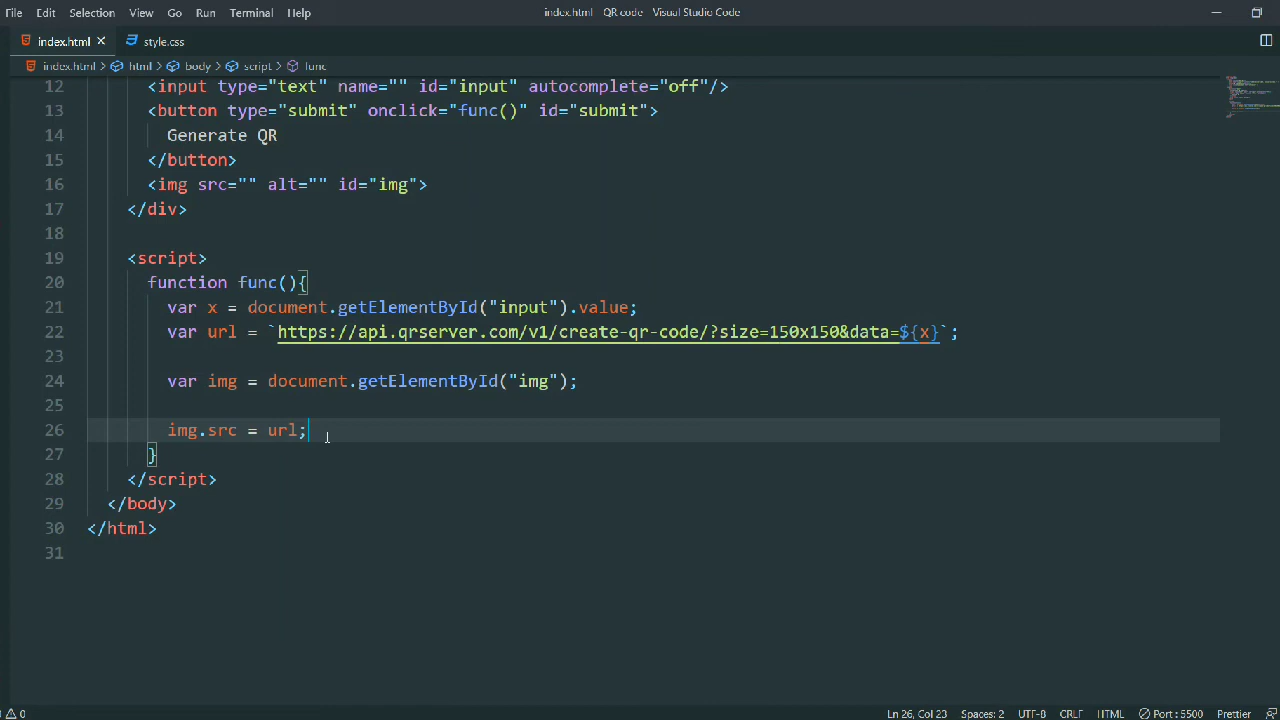 File Edit Selection View Go Run Terminal Help index.html QR code Visual Studio Code
index.html style.css
index.html html body script func
12 <input type="text" name="" id="input" autocomplete="off"/>
13 <button type="submit" onclick="func()" id="submit">
14 Generate QR
15 </button>
16 <img src="" alt="" id="img">
17 </div>
18
19 <script>
20 function func(){
21 var x = document.getElementById("input").value;
22 var url = `https://api.qrserver.com/v1/create-qr-code/?size=150x150&data=${x}`;
23
24 var img = document.getElementById("img");
25
26 img.src = url;
27 }
28 </script>
29 </body>
30 </html>
31
0 Ln 26, Col 23 Spaces: 2 UTF-8 CRLF HTML Port : 5500 Prettier